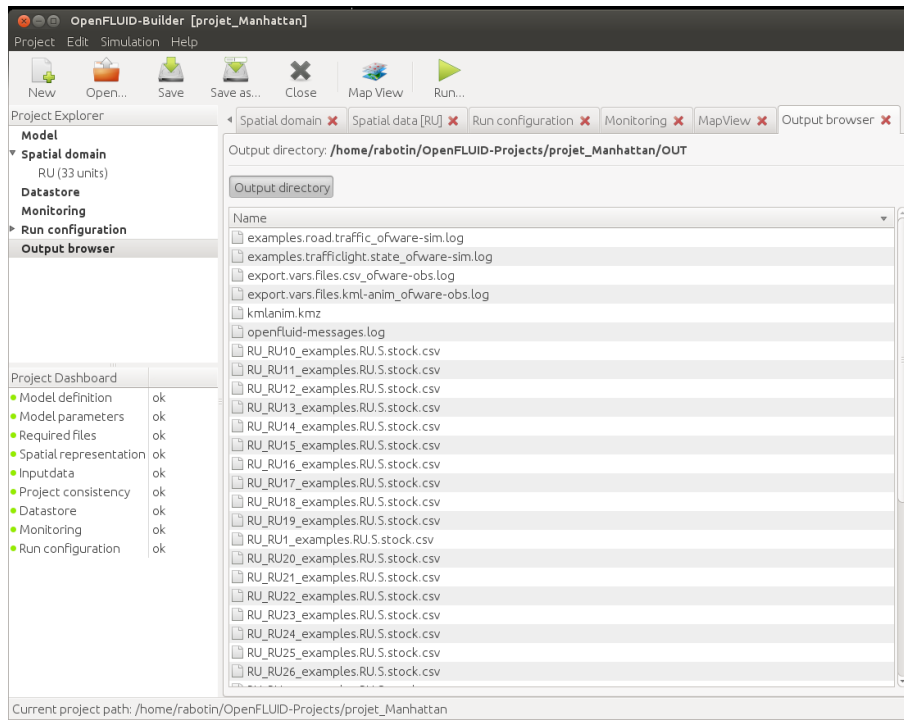 OpenFLUID-Builder [projet_Manhattan]
Project Edit Simulation Help
New Open... Save Save as... Close Map View Run...
Project Explorer
Model
Spatial domain
RU (33 units)
Datastore
Monitoring
Run configuration
Output browser
Project Dashboard
Model definition ok
Model parameters ok
Required files ok
Spatial representation ok
Inputdata ok
Project consistency ok
Datastore ok
Monitoring ok
Run configuration ok
Spatial domain Spatial data [RU] Run configuration Monitoring MapView Output browser
Output directory: /home/rabotin/OpenFLUID-Projects/projet_Manhattan/OUT
Output directory
Name
examples.road.traffic_ofware-sim.log
examples.trafficlight.state_ofware-sim.log
export.vars.files.csv_ofware-obs.log
export.vars.files.kml-anim_ofware-obs.log
kmlanim.kmz
openfluid-messages.log
RU_RU10_examples.RU.S.stock.csv
RU_RU11_examples.RU.S.stock.csv
RU_RU12_examples.RU.S.stock.csv
RU_RU13_examples.RU.S.stock.csv
RU_RU14_examples.RU.S.stock.csv
RU_RU15_examples.RU.S.stock.csv
RU_RU16_examples.RU.S.stock.csv
RU_RU17_examples.RU.S.stock.csv
RU_RU18_examples.RU.S.stock.csv
RU_RU19_examples.RU.S.stock.csv
RU_RU1_examples.RU.S.stock.csv
RU_RU20_examples.RU.S.stock.csv
RU_RU21_examples.RU.S.stock.csv
RU_RU22_examples.RU.S.stock.csv
RU_RU23_examples.RU.S.stock.csv
RU_RU24_examples.RU.S.stock.csv
RU_RU25_examples.RU.S.stock.csv
RU_RU26_examples.RU.S.stock.csv
Current project path: /home/rabotin/OpenFLUID-Projects/projet_Manhattan